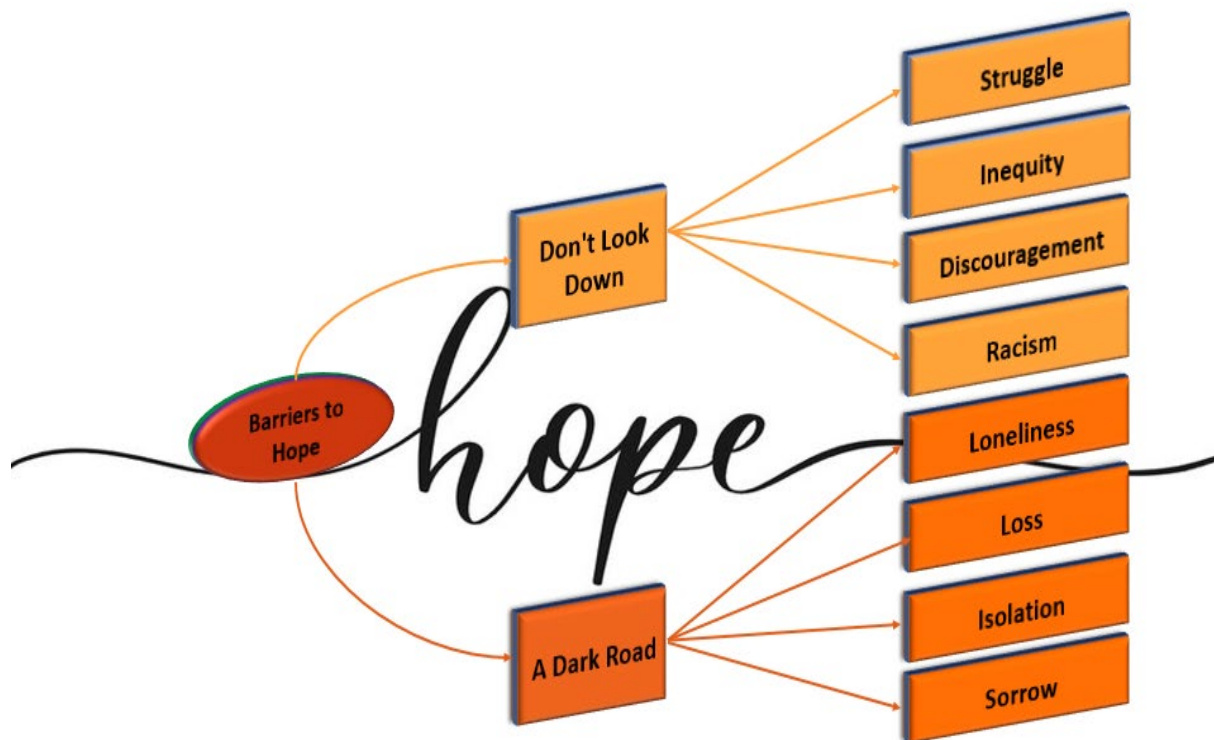 Barriers to
Hope
hope
Don't Look
Down
A Dark Road
Struggle
Inequity
Discouragement
Racism
Loneliness
Loss
Isolation
Sorrow